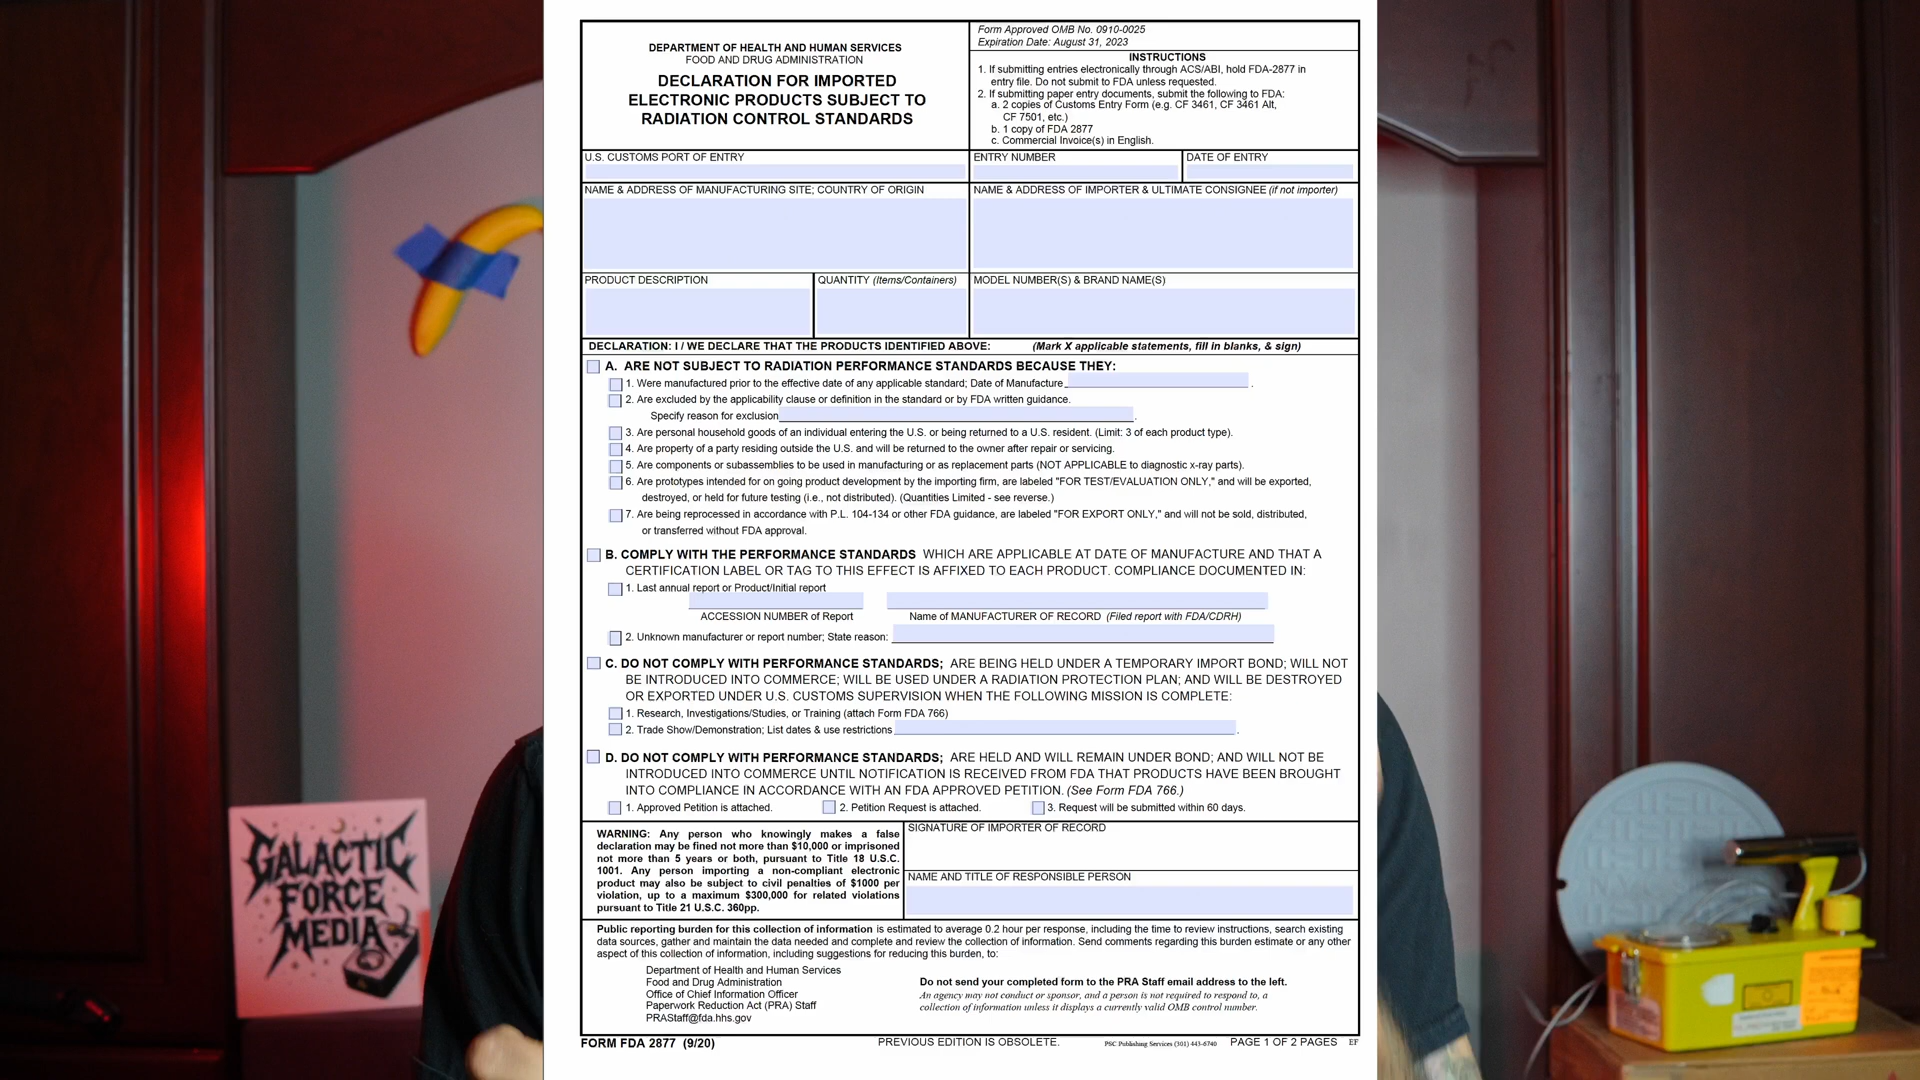 DEPARTMENT OF HEALTH AND HUMAN SERVICES
FOOD AND DRUG ADMINISTRATION
DECLARATION FOR IMPORTED
ELECTRONIC PRODUCTS SUBJECT TO
RADIATION CONTROL STANDARDS
Form Approved OMB No. 0910-0025
Expiration Date: August 31, 2023
INSTRUCTIONS
1. If submitting entries electronically through ACS/ABI, hold FDA-2877 in
entry file. Do not submit to FDA unless requested.
2. If submitting paper entry documents, submit the following to FDA:
a. 2 copies of Customs Entry Form (e.g. CF 3461, CF 3461 Alt,
CF 7501, etc.)
b. 1 copy of FDA 2877
c. Commercial Invoice(s) in English.
U.S. CUSTOMS PORT OF ENTRY
ENTRY NUMBER
DATE OF ENTRY
NAME & ADDRESS OF MANUFACTURING SITE; COUNTRY OF ORIGIN
NAME & ADDRESS OF IMPORTER & ULTIMATE CONSIGNEE (if not importer)
PRODUCT DESCRIPTION
QUANTITY (Items/Containers)
MODEL NUMBER(S) & BRAND NAME(S)
DECLARATION: I / WE DECLARE THAT THE PRODUCTS IDENTIFIED ABOVE: (Mark X applicable statements, fill in blanks, & sign)
A. ARE NOT SUBJECT TO RADIATION PERFORMANCE STANDARDS BECAUSE THEY:
1. Were manufactured prior to the effective date of any applicable standard; Date of Manufacture .
2. Are excluded by the applicability clause or definition in the standard or by FDA written guidance.
Specify reason for exclusion .
3. Are personal household goods of an individual entering the U.S. or being returned to a U.S. resident. (Limit: 3 of each product type).
4. Are property of a party residing outside the U.S. and will be returned to the owner after repair or servicing.
5. Are components or subassemblies to be used in manufacturing or as replacement parts (NOT APPLICABLE to diagnostic x-ray parts).
6. Are prototypes intended for on going product development by the importing firm, are labeled "FOR TEST/EVALUATION ONLY," and will be exported,
destroyed, or held for future testing (i.e., not distributed). (Quantities Limited - see reverse.)
7. Are being reprocessed in accordance with P.L. 104-134 or other FDA guidance, are labeled "FOR EXPORT ONLY," and will not be sold, distributed,
or transferred without FDA approval.
B. COMPLY WITH THE PERFORMANCE STANDARDS WHICH ARE APPLICABLE AT DATE OF MANUFACTURE AND THAT A
CERTIFICATION LABEL OR TAG TO THIS EFFECT IS AFFIXED TO EACH PRODUCT. COMPLIANCE DOCUMENTED IN:
1. Last annual report or Product/Initial report
ACCESSION NUMBER of Report
Name of MANUFACTURER OF RECORD (Filed report with FDA/CDRH)
2. Unknown manufacturer or report number; State reason:
C. DO NOT COMPLY WITH PERFORMANCE STANDARDS; ARE BEING HELD UNDER A TEMPORARY IMPORT BOND; WILL NOT
BE INTRODUCED INTO COMMERCE; WILL BE USED UNDER A RADIATION PROTECTION PLAN; AND WILL BE DESTROYED
OR EXPORTED UNDER U.S. CUSTOMS SUPERVISION WHEN THE FOLLOWING MISSION IS COMPLETE:
1. Research, Investigations/Studies, or Training (attach Form FDA 766)
2. Trade Show/Demonstration; List dates & use restrictions .
D. DO NOT COMPLY WITH PERFORMANCE STANDARDS; ARE HELD AND WILL REMAIN UNDER BOND; AND WILL NOT BE
INTRODUCED INTO COMMERCE UNTIL NOTIFICATION IS RECEIVED FROM FDA THAT PRODUCTS HAVE BEEN BROUGHT
INTO COMPLIANCE IN ACCORDANCE WITH AN FDA APPROVED PETITION. (See Form FDA 766.)
1. Approved Petition is attached.
2. Petition Request is attached.
3. Request will be submitted within 60 days.
WARNING: Any person who knowingly makes a false
declaration may be fined not more than $10,000 or imprisoned
not more than 5 years or both, pursuant to Title 18 U.S.C.
1001. Any person importing a non-compliant electronic
product may also be subject to civil penalties of $1000 per
violation, up to a maximum $300,000 for related violations
pursuant to Title 21 U.S.C. 360pp.
SIGNATURE OF IMPORTER OF RECORD
NAME AND TITLE OF RESPONSIBLE PERSON
Public reporting burden for this collection of information is estimated to average 0.2 hour per response, including the time to review instructions, search existing
data sources, gather and maintain the data needed and complete and review the collection of information. Send comments regarding this burden estimate or any other
aspect of this collection of information, including suggestions for reducing this burden, to:
Department of Health and Human Services
Food and Drug Administration
Office of Chief Information Officer
Paperwork Reduction Act (PRA) Staff
PRAStaff@fda.hhs.gov
Do not send your completed form to the PRA Staff email address to the left.
An agency may not conduct or sponsor, and a person is not required to respond to, a
collection of information unless it displays a currently valid OMB control number.
FORM FDA 2877 (9/20)
PREVIOUS EDITION IS OBSOLETE.
PSC Publishing Services (301) 443-6740
PAGE 1 OF 2 PAGES
EF
GALACTIC
FORCE
MEDIA